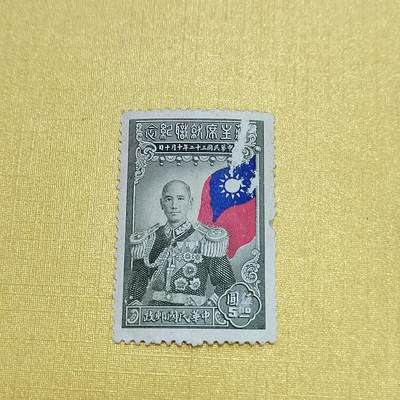 主席就職紀念
中華民國三十二年十月十日
伍圓
5 00
中華民國郵政